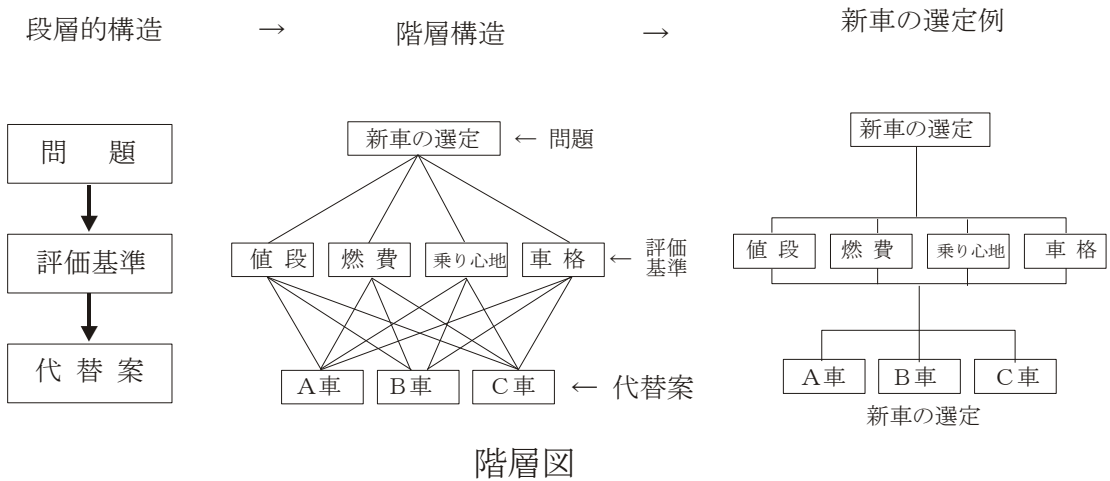 段層的構造 → 階層構造 → 新車の選定例
問 題
評価基準
代 替 案
新車の選定 ← 問題
値 段 燃 費 乗り心地 車 格 ← 評価
基準
A車 B車 C車 ← 代替案
新車の選定
値 段 燃 費 乗り心地 車 格
A車 B車 C車
新車の選定
階層図